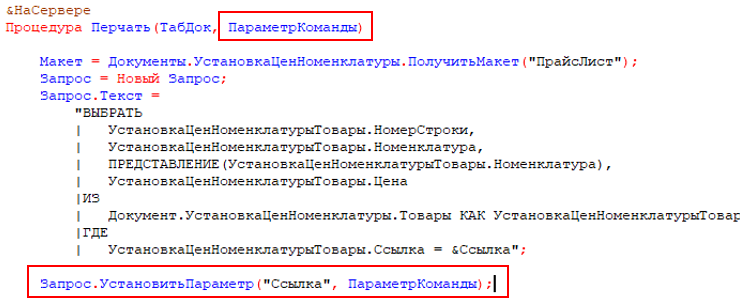 &НаСервере
Процедура Перчать(ТабДок, ПараметрКоманды)
Макет = Документы.УстановкаЦенНоменклатуры.ПолучитьМакет("ПрайсЛист");
Запрос = Новый Запрос;
Запрос.Текст =
"ВЫБРАТЬ
| УстановкаЦенНоменклатурыТовары.НомерСтроки,
| УстановкаЦенНоменклатурыТовары.Номенклатура,
| ПРЕДСТАВЛЕНИЕ(УстановкаЦенНоменклатурыТовары.Номенклатура),
| УстановкаЦенНоменклатурыТовары.Цена
|ИЗ
| Документ.УстановкаЦенНоменклатуры.Товары КАК УстановкаЦенНоменклатурыТовар
|ГДЕ
| УстановкаЦенНоменклатурыТовары.Ссылка = &Ссылка";
Запрос.УстановитьПараметр("Ссылка", ПараметрКоманды);